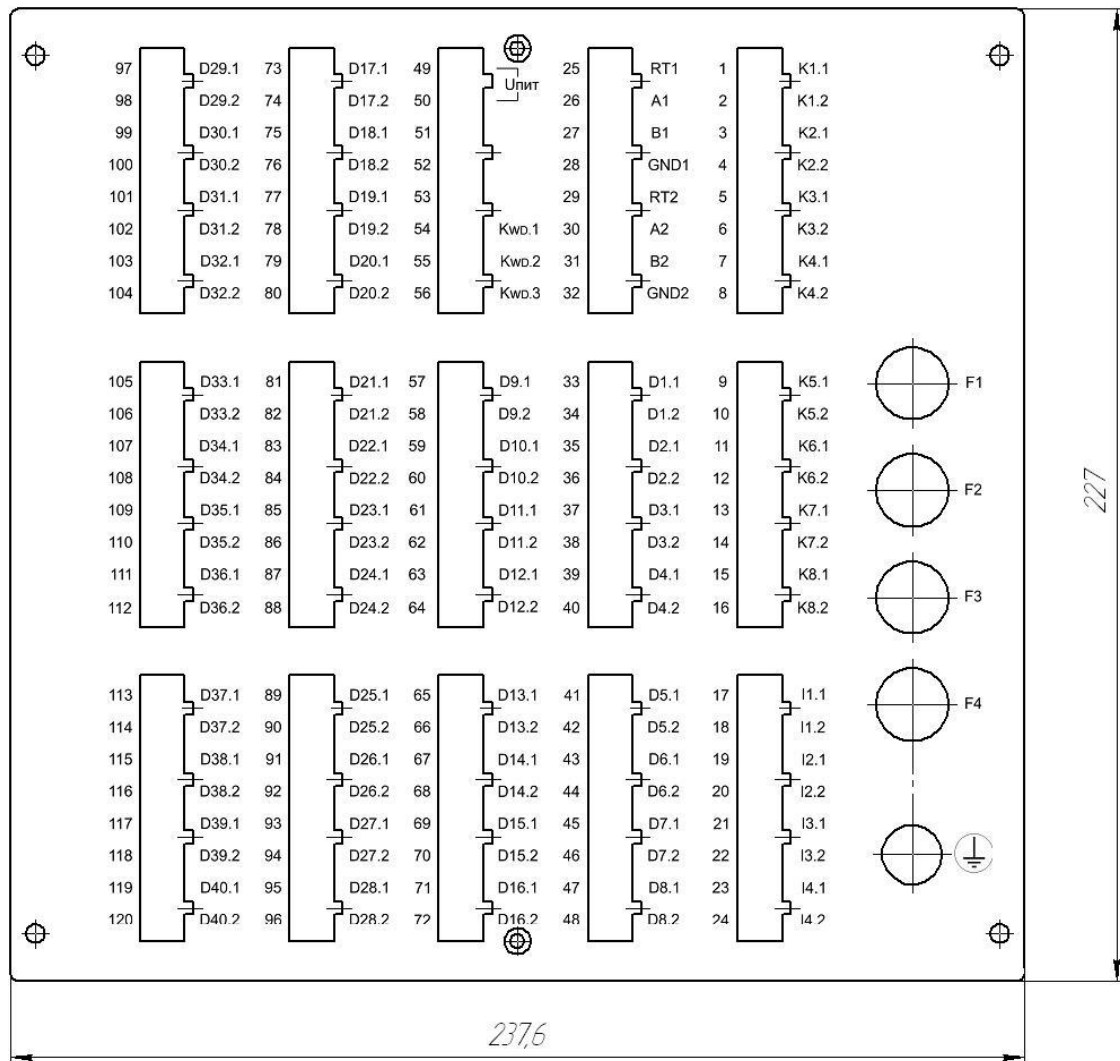 97 D29.1 73 D17.1 49 Uпит 25 RT1 1 K1.1
98 D29.2 74 D17.2 50 26 A1 2 K1.2
99 D30.1 75 D18.1 51 27 B1 3 K2.1
100 D30.2 76 D18.2 52 28 GND1 4 K2.2
101 D31.1 77 D19.1 53 29 RT2 5 K3.1
102 D31.2 78 D19.2 54 KWD.1 30 A2 6 K3.2
103 D32.1 79 D20.1 55 KWD.2 31 B2 7 K4.1
104 D32.2 80 D20.2 56 KWD.3 32 GND2 8 K4.2
105 D33.1 81 D21.1 57 D9.1 33 D1.1 9 K5.1 F1
106 D33.2 82 D21.2 58 D9.2 34 D1.2 10 K5.2
107 D34.1 83 D22.1 59 D10.1 35 D2.1 11 K6.1
108 D34.2 84 D22.2 60 D10.2 36 D2.2 12 K6.2 F2
109 D35.1 85 D23.1 61 D11.1 37 D3.1 13 K7.1
110 D35.2 86 D23.2 62 D11.2 38 D3.2 14 K7.2
111 D36.1 87 D24.1 63 D12.1 39 D4.1 15 K8.1
112 D36.2 88 D24.2 64 D12.2 40 D4.2 16 K8.2 F3
113 D37.1 89 D25.1 65 D13.1 41 D5.1 17 I1.1 F4
114 D37.2 90 D25.2 66 D13.2 42 D5.2 18 I1.2
115 D38.1 91 D26.1 67 D14.1 43 D6.1 19 I2.1
116 D38.2 92 D26.2 68 D14.2 44 D6.2 20 I2.2
117 D39.1 93 D27.1 69 D15.1 45 D7.1 21 I3.1
118 D39.2 94 D27.2 70 D15.2 46 D7.2 22 I3.2
119 D40.1 95 D28.1 71 D16.1 47 D8.1 23 I4.1
120 D40.2 96 D28.2 72 D16.2 48 D8.2 24 I4.2
227
237,6